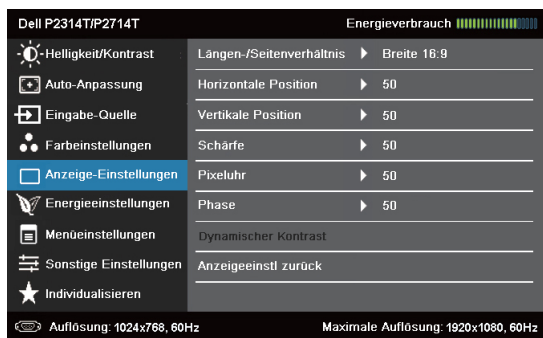 Dell P2314T/P2714T Energieverbrauch
Helligkeit/Kontrast Längen-/Seitenverhältnis Breite 16:9
Auto-Anpassung Horizontale Position 50
Eingabe-Quelle Vertikale Position 50
Farbeinstellungen Schärfe 50
Anzeige-Einstellungen Pixeluhr 50
Energieeinstellungen Phase 50
Menüeinstellungen Dynamischer Kontrast
Sonstige Einstellungen Anzeigeeinstl zurück
Individualisieren
Auflösung: 1024x768, 60Hz Maximale Auflösung: 1920x1080, 60Hz